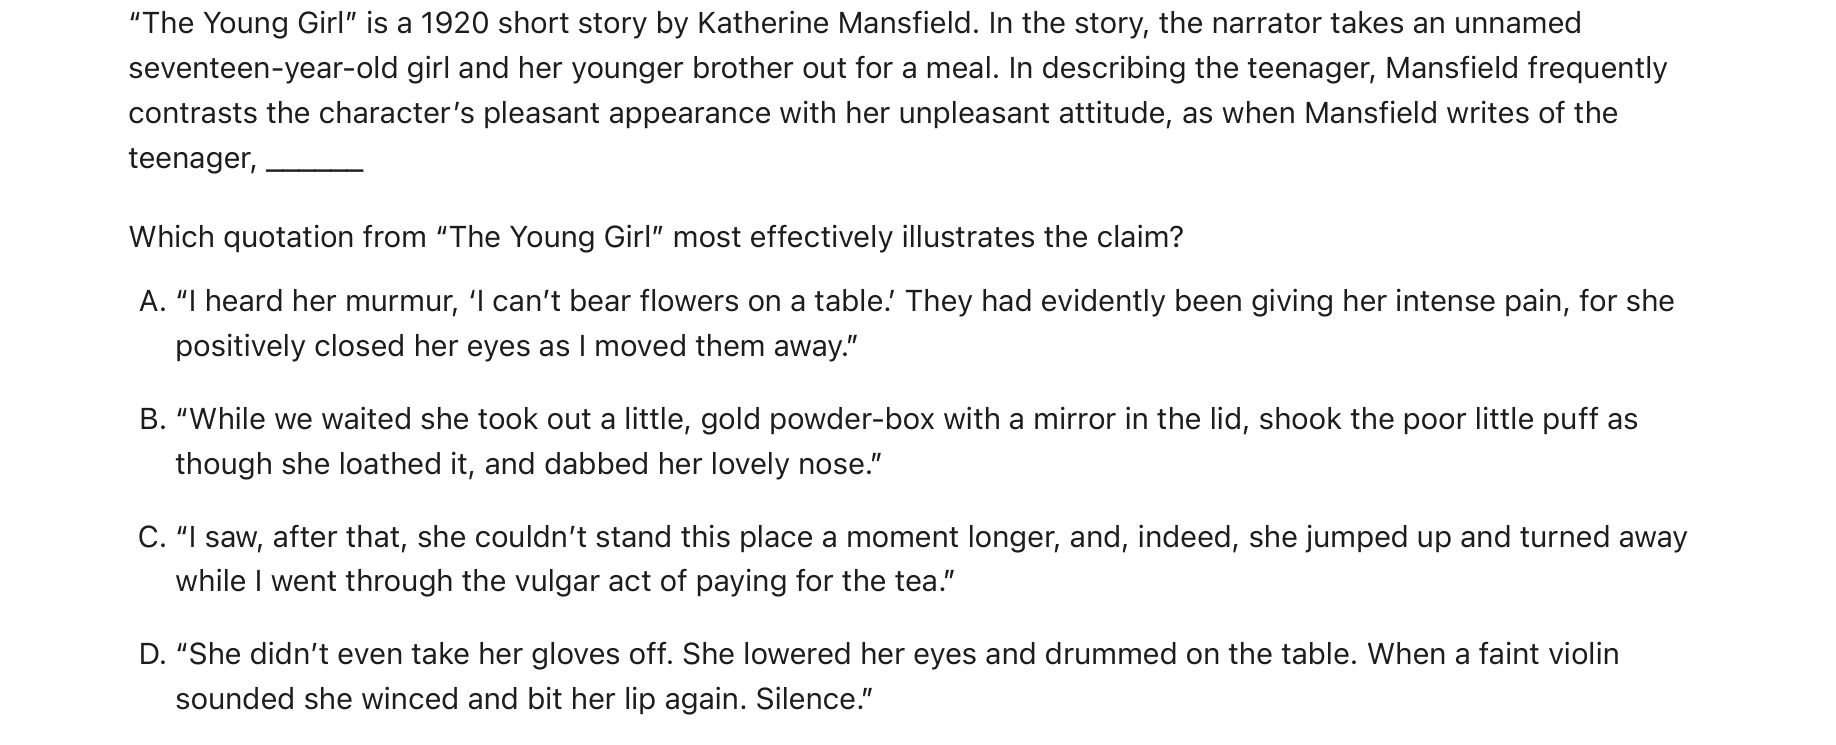 “The Young Girl” is a 1920 short story by Katherine Mansfield. In the story, the narrator takes an unnamed
seventeen-year-old girl and her younger brother out for a meal. In describing the teenager, Mansfield frequently
contrasts the character’s pleasant appearance with her unpleasant attitude, as when Mansfield writes of the
teenager, ______
Which quotation from “The Young Girl” most effectively illustrates the claim?
A. “I heard her murmur, ‘I can’t bear flowers on a table.’ They had evidently been giving her intense pain, for she
positively closed her eyes as I moved them away.”
B. “While we waited she took out a little, gold powder-box with a mirror in the lid, shook the poor little puff as
though she loathed it, and dabbed her lovely nose.”
C. “I saw, after that, she couldn’t stand this place a moment longer, and, indeed, she jumped up and turned away
while I went through the vulgar act of paying for the tea.”
D. “She didn’t even take her gloves off. She lowered her eyes and drummed on the table. When a faint violin
sounded she winced and bit her lip again. Silence.”